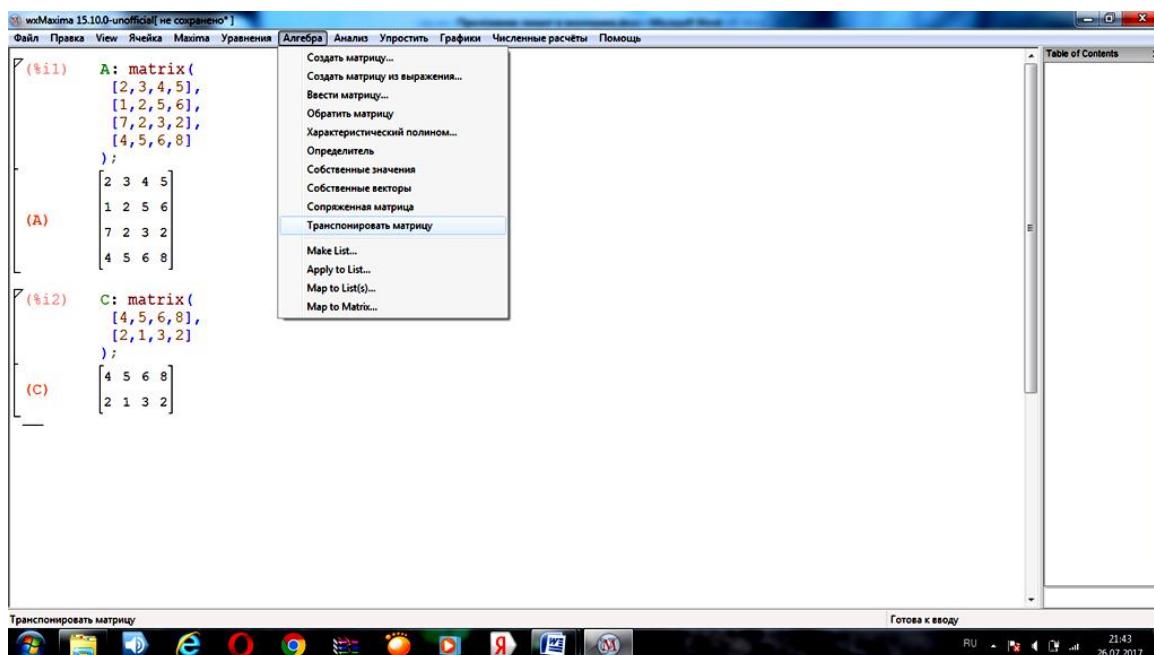 wxMaxima 15.10.0-unofficial[ не сохранено* ]
Файл Правка View Ячейка Maxima Уравнения Алгебра Анализ Упростить Графики Численные расчёты Помощь
(%i1) A: matrix(
[2,3,4,5],
[1,2,5,6],
[7,2,3,2],
[4,5,6,8]
);
(A)
2 3 4 5
1 2 5 6
7 2 3 2
4 5 6 8
(%i2) C: matrix(
[4,5,6,8],
[2,1,3,2]
);
(C)
4 5 6 8
2 1 3 2
Создать матрицу...
Создать матрицу из выражения...
Ввести матрицу...
Обратить матрицу
Характеристический полином...
Определитель
Собственные значения
Собственные векторы
Сопряженная матрица
Транспонировать матрицу
Make List...
Apply to List...
Map to List(s)...
Map to Matrix...
Table of Contents
Транспонировать матрицу
Готова к вводу
RU
21:43
26.07.2017